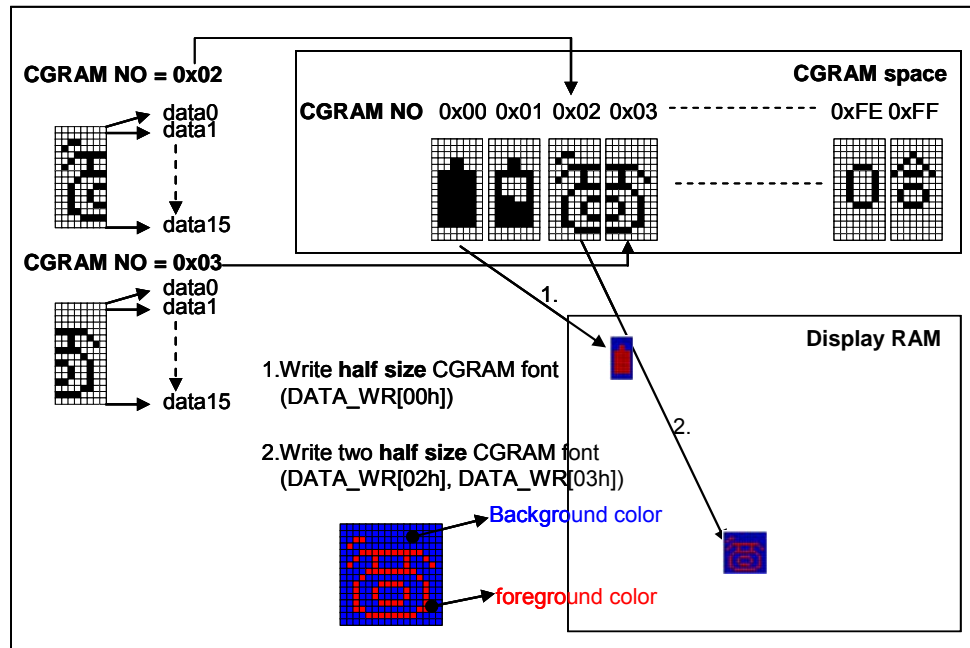 CGRAM NO = 0x02
data0
data1
data15
CGRAM NO = 0x03
data0
data1
data15
CGRAM space
CGRAM NO 0x00 0x01 0x02 0x03 0xFE 0xFF
1.
Display RAM
1.Write half size CGRAM font
(DATA_WR[00h])
2.
2.Write two half size CGRAM font
(DATA_WR[02h], DATA_WR[03h])
Background color
foreground color